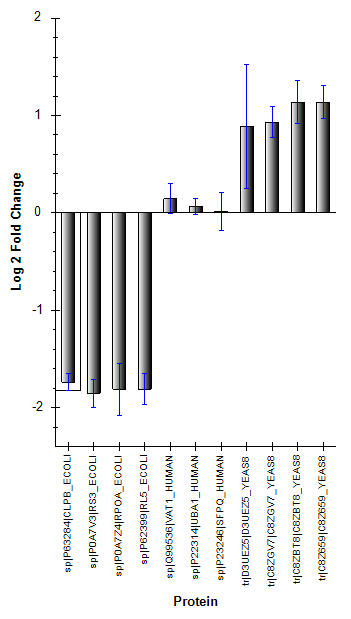 2
1
0
-1
-2
Log 2 Fold Change
sp|P63284|CLPB_ECOLI
sp|P0A7V3|RS3_ECOLI
sp|P0A7Z4|RPOA_ECOLI
sp|P62399|RL5_ECOLI
sp|Q99536|VAT1_HUMAN
sp|P22314|UBA1_HUMAN
sp|P23246|SFPQ_HUMAN
tr|D3UEZ5|D3UEZ5_YEAS8
tr|C8ZGV7|C8ZGV7_YEAS8
tr|C8ZBT8|C8ZBT8_YEAS8
tr|C8Z659|C8Z659_YEAS8
Protein